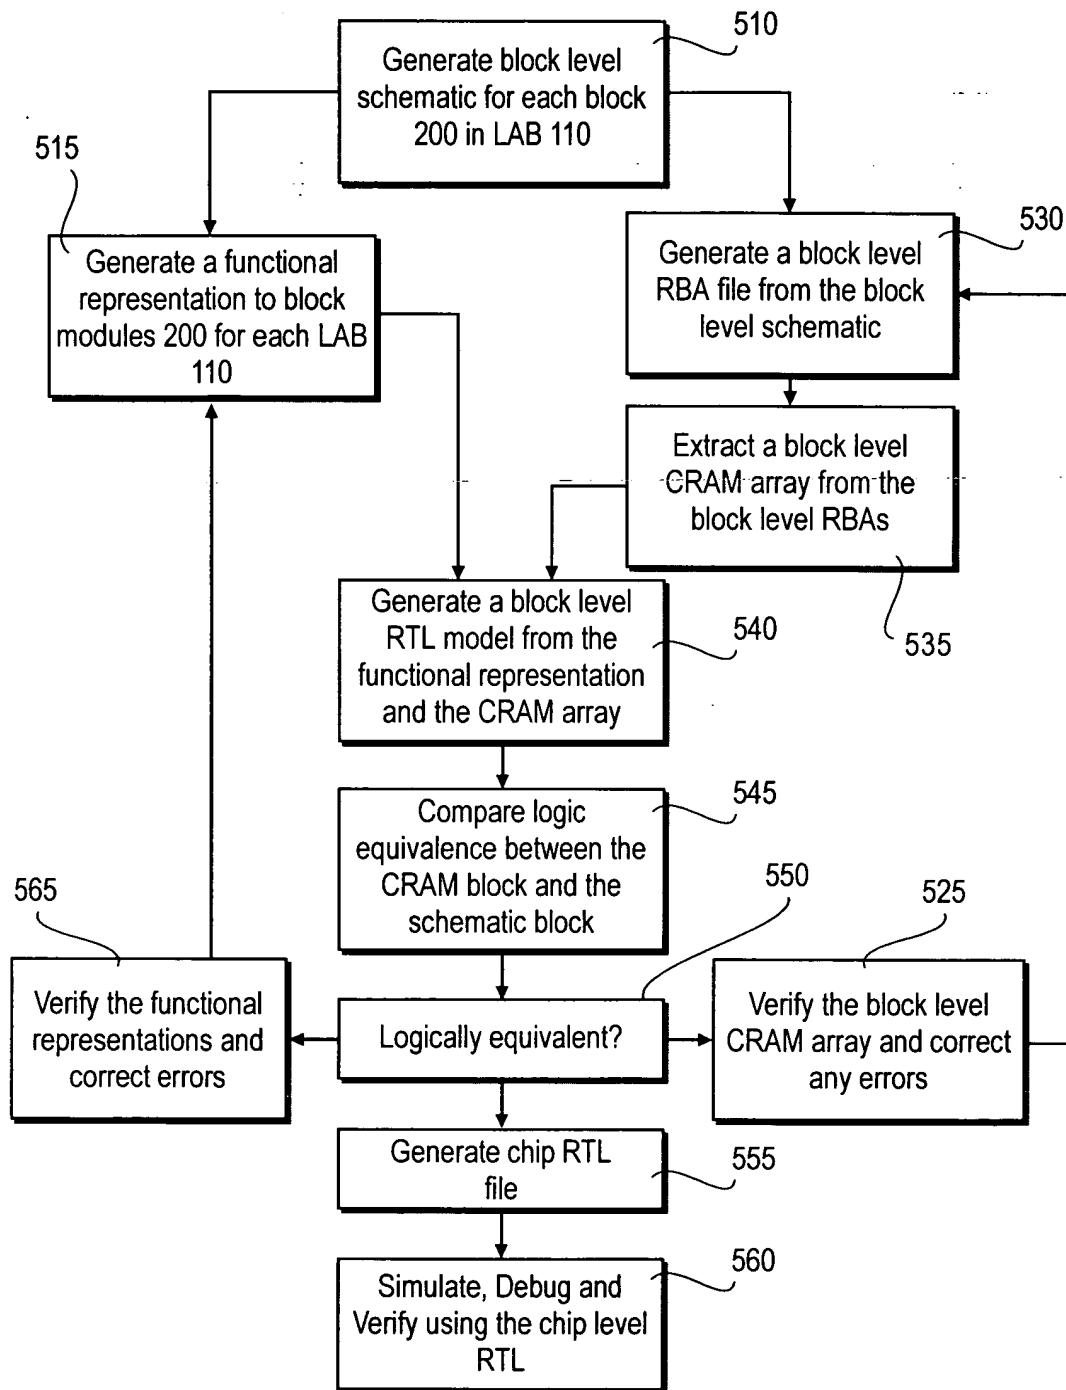 510
Generate block level
schematic for each block
200 in LAB 110
515
Generate a functional
representation to block
modules 200 for each LAB
110
530
Generate a block level
RBA file from the block
level schematic
Extract a block level
CRAM array from the
block level RBAs
535
Generate a block level
RTL model from the
functional representation
and the CRAM array
540
Compare logic
equivalence between the
CRAM block and the
schematic block
545
550
565
525
Verify the functional
representations and
correct errors
Logically equivalent?
Verify the block level
CRAM array and correct
any errors
Generate chip RTL
file
555
Simulate, Debug and
Verify using the chip level
RTL
560